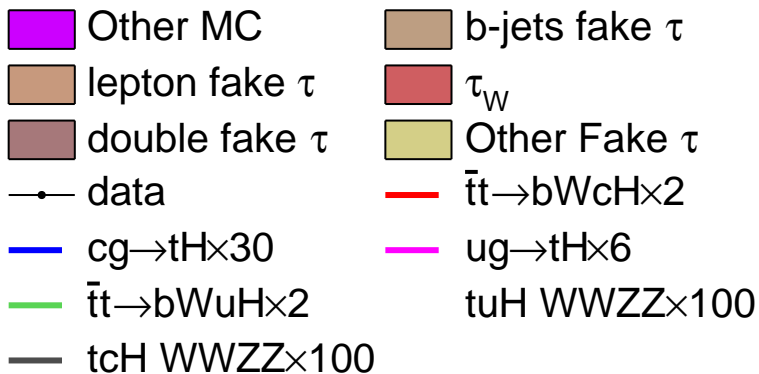 Other MC b-jets fake τ
lepton fake τ τ_W
double fake τ Other Fake τ
data t̄t→bWcH×2
cg→tH×30 ug→tH×6
t̄t→bWuH×2 tuH WWZZ×100
tcH WWZZ×100